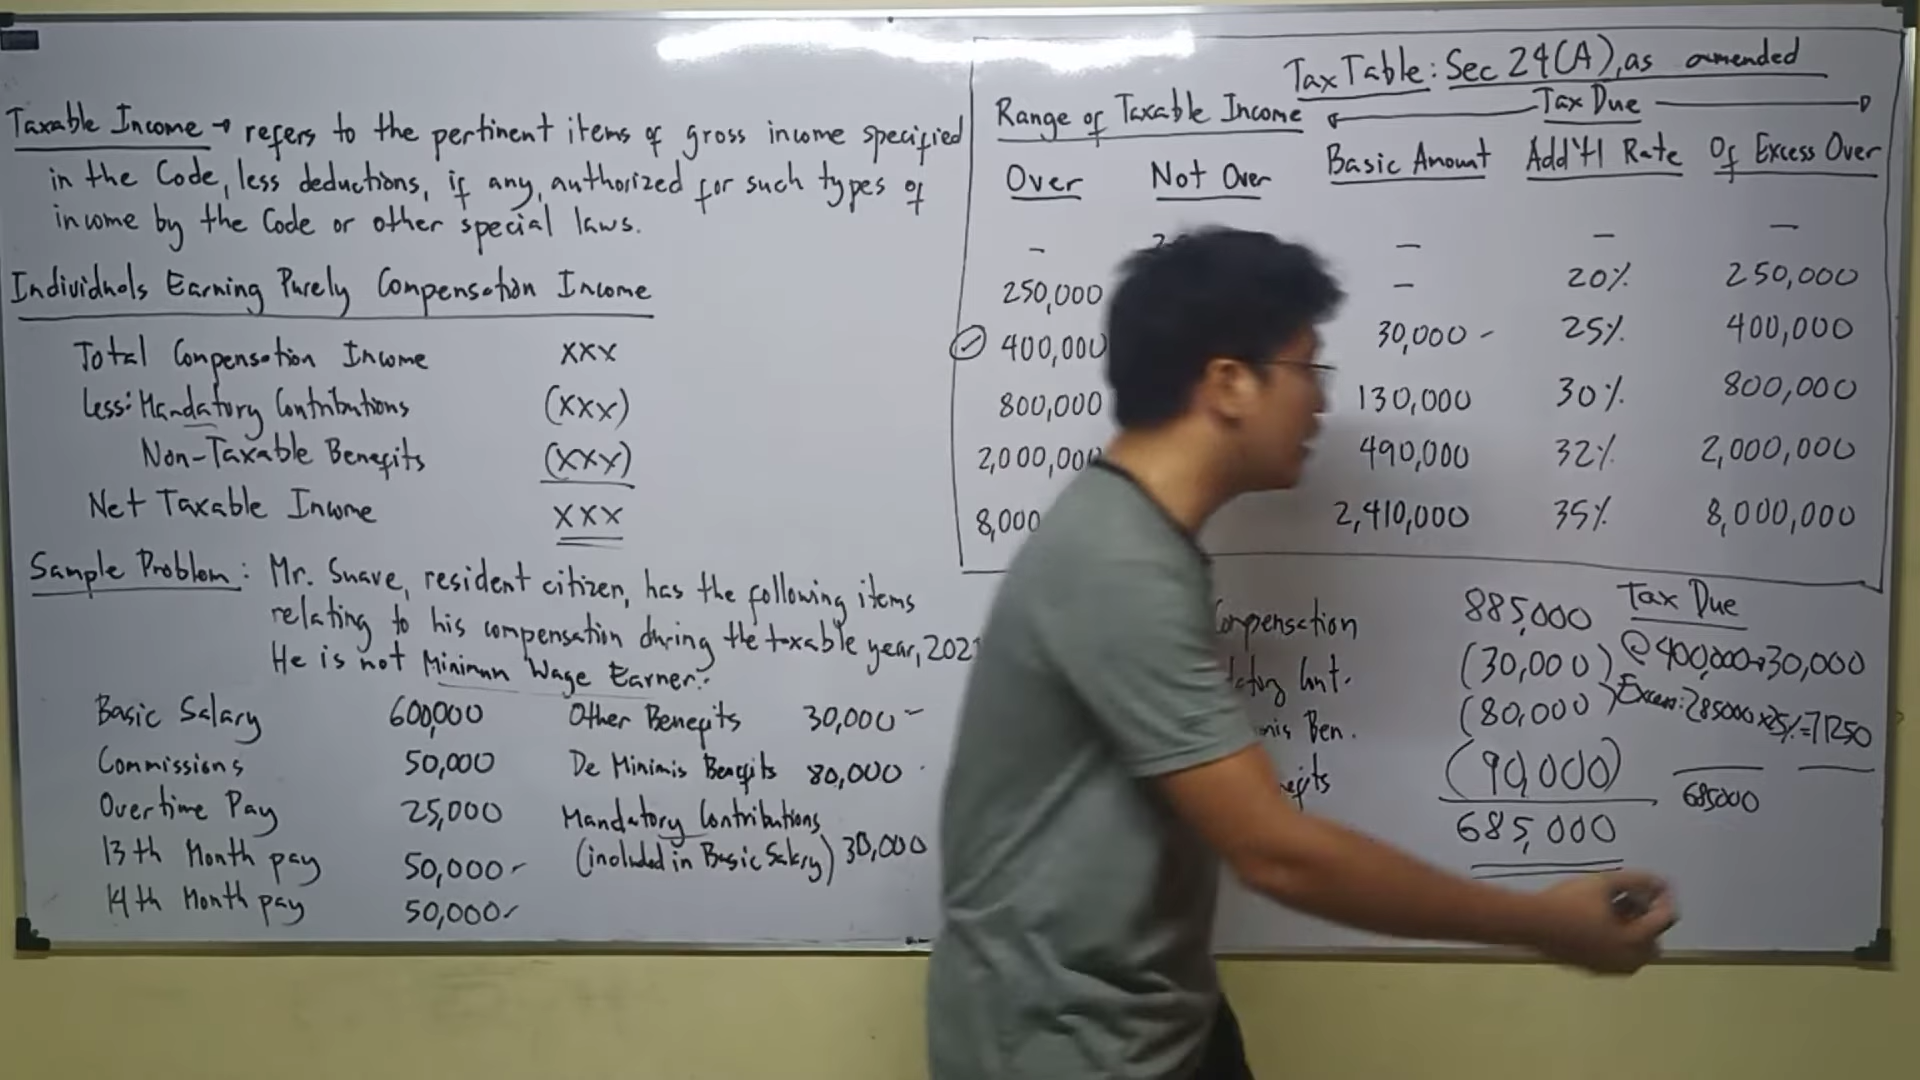 Taxable Income → refers to the pertinent items of gross income specified
in the Code, less deductions, if any, authorized for such types of
income by the Code or other special laws.
Individuals Earning Purely Compensation Income
Total Compensation Income xxx
Less: Mandatory Contributions (xxx)
Non-Taxable Benefits (xxx)
Net Taxable Income xxx
Sample Problem: Mr. Suave, resident citizen, has the following items
relating to his compensation during the taxable year, 202
He is not Minimum Wage Earner:
Basic Salary 600,000
Commissions 50,000
Overtime Pay 25,000
13th Month pay 50,000
14th Month pay 50,000
Other Benefits 30,000
De Minimis Benefits 80,000
Mandatory Contributions
(included in Basic Salary) 30,000
Tax Table: Sec 24(A), as amended
Range of Taxable Income Tax Due
Over Not Over Basic Amount Add'tl Rate Of Excess Over
- - - -
250,000 - 20% 250,000
400,000 30,000 25% 400,000
800,000 130,000 30% 800,000
2,000,000 490,000 32% 2,000,000
8,000 2,410,000 35% 8,000,000
Compensation 885,000
Cont. (30,000)
Ben. (80,000)
(90,000)
685,000
Tax Due
@400,000→30,000
Excess: 285000x25%=71250
685000